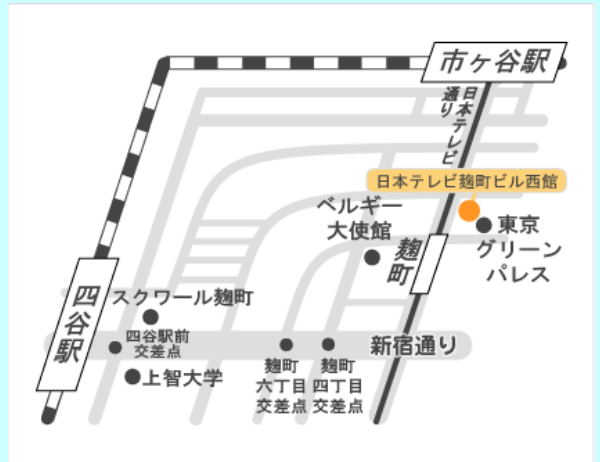 市ヶ谷駅
日本テレビ
通り
日本テレビ麹町ビル西館
ベルギー
大使館
東京
グリーン
パレス
麹町
四谷駅
スクワール麹町
四谷駅前
交差点
新宿通り
上智大学
麹町
六丁目
交差点
麹町
四丁目
交差点